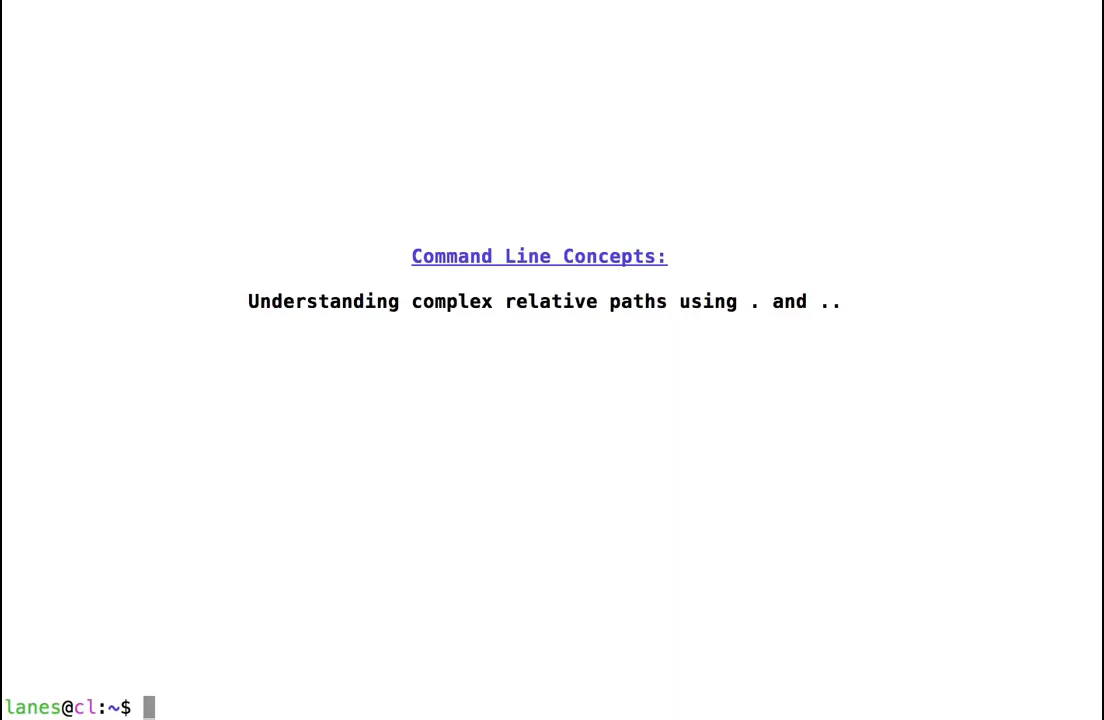 Command Line Concepts:
Understanding complex relative paths using . and ..
lanes@cl:~$